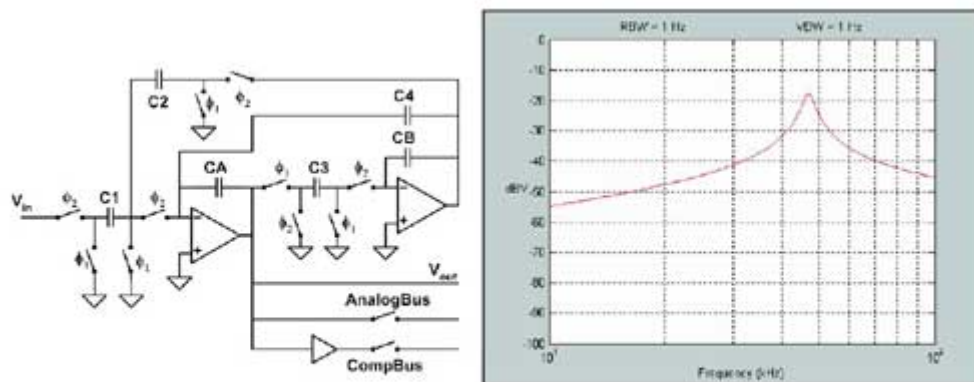 C2
ϕ1
ϕ2
C4
CB
CA
ϕ1
C3
ϕ2
Vin
ϕ2
C1
ϕ2
ϕ1
ϕ1
ϕ2
ϕ1
Vout
AnalogBus
CompBus
RBW = 1 Hz
VBW = 1 Hz
0
-10
-20
-30
-40
-50
-60
-70
-80
-90
-100
dBV
Frequency (kHz)